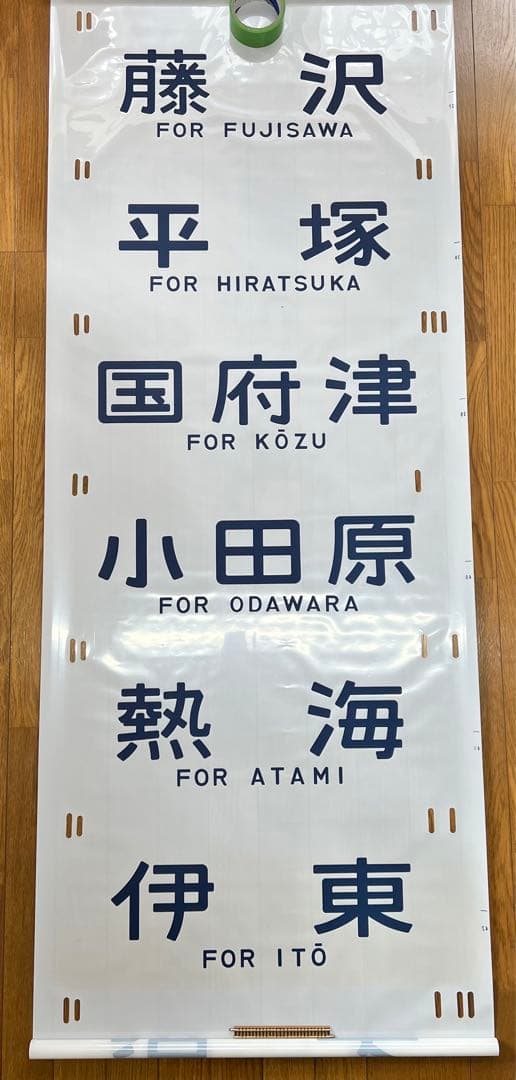 藤沢
FOR FUJISAWA
平塚
FOR HIRATSUKA
国府津
FOR KŌZU
小田原
FOR ODAWARA
熱海
FOR ATAMI
伊東
FOR ITŌ